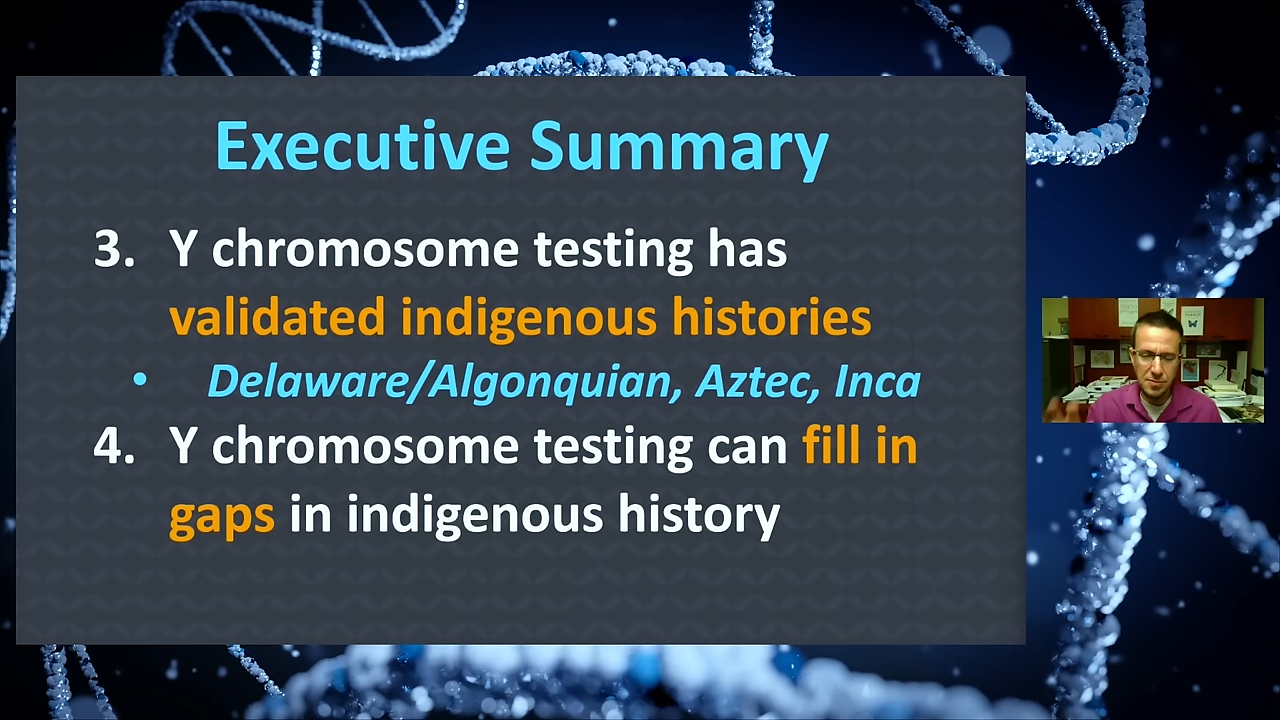 Executive Summary
3. Y chromosome testing has
validated indigenous histories
• Delaware/Algonquian, Aztec, Inca
4. Y chromosome testing can fill in
gaps in indigenous history